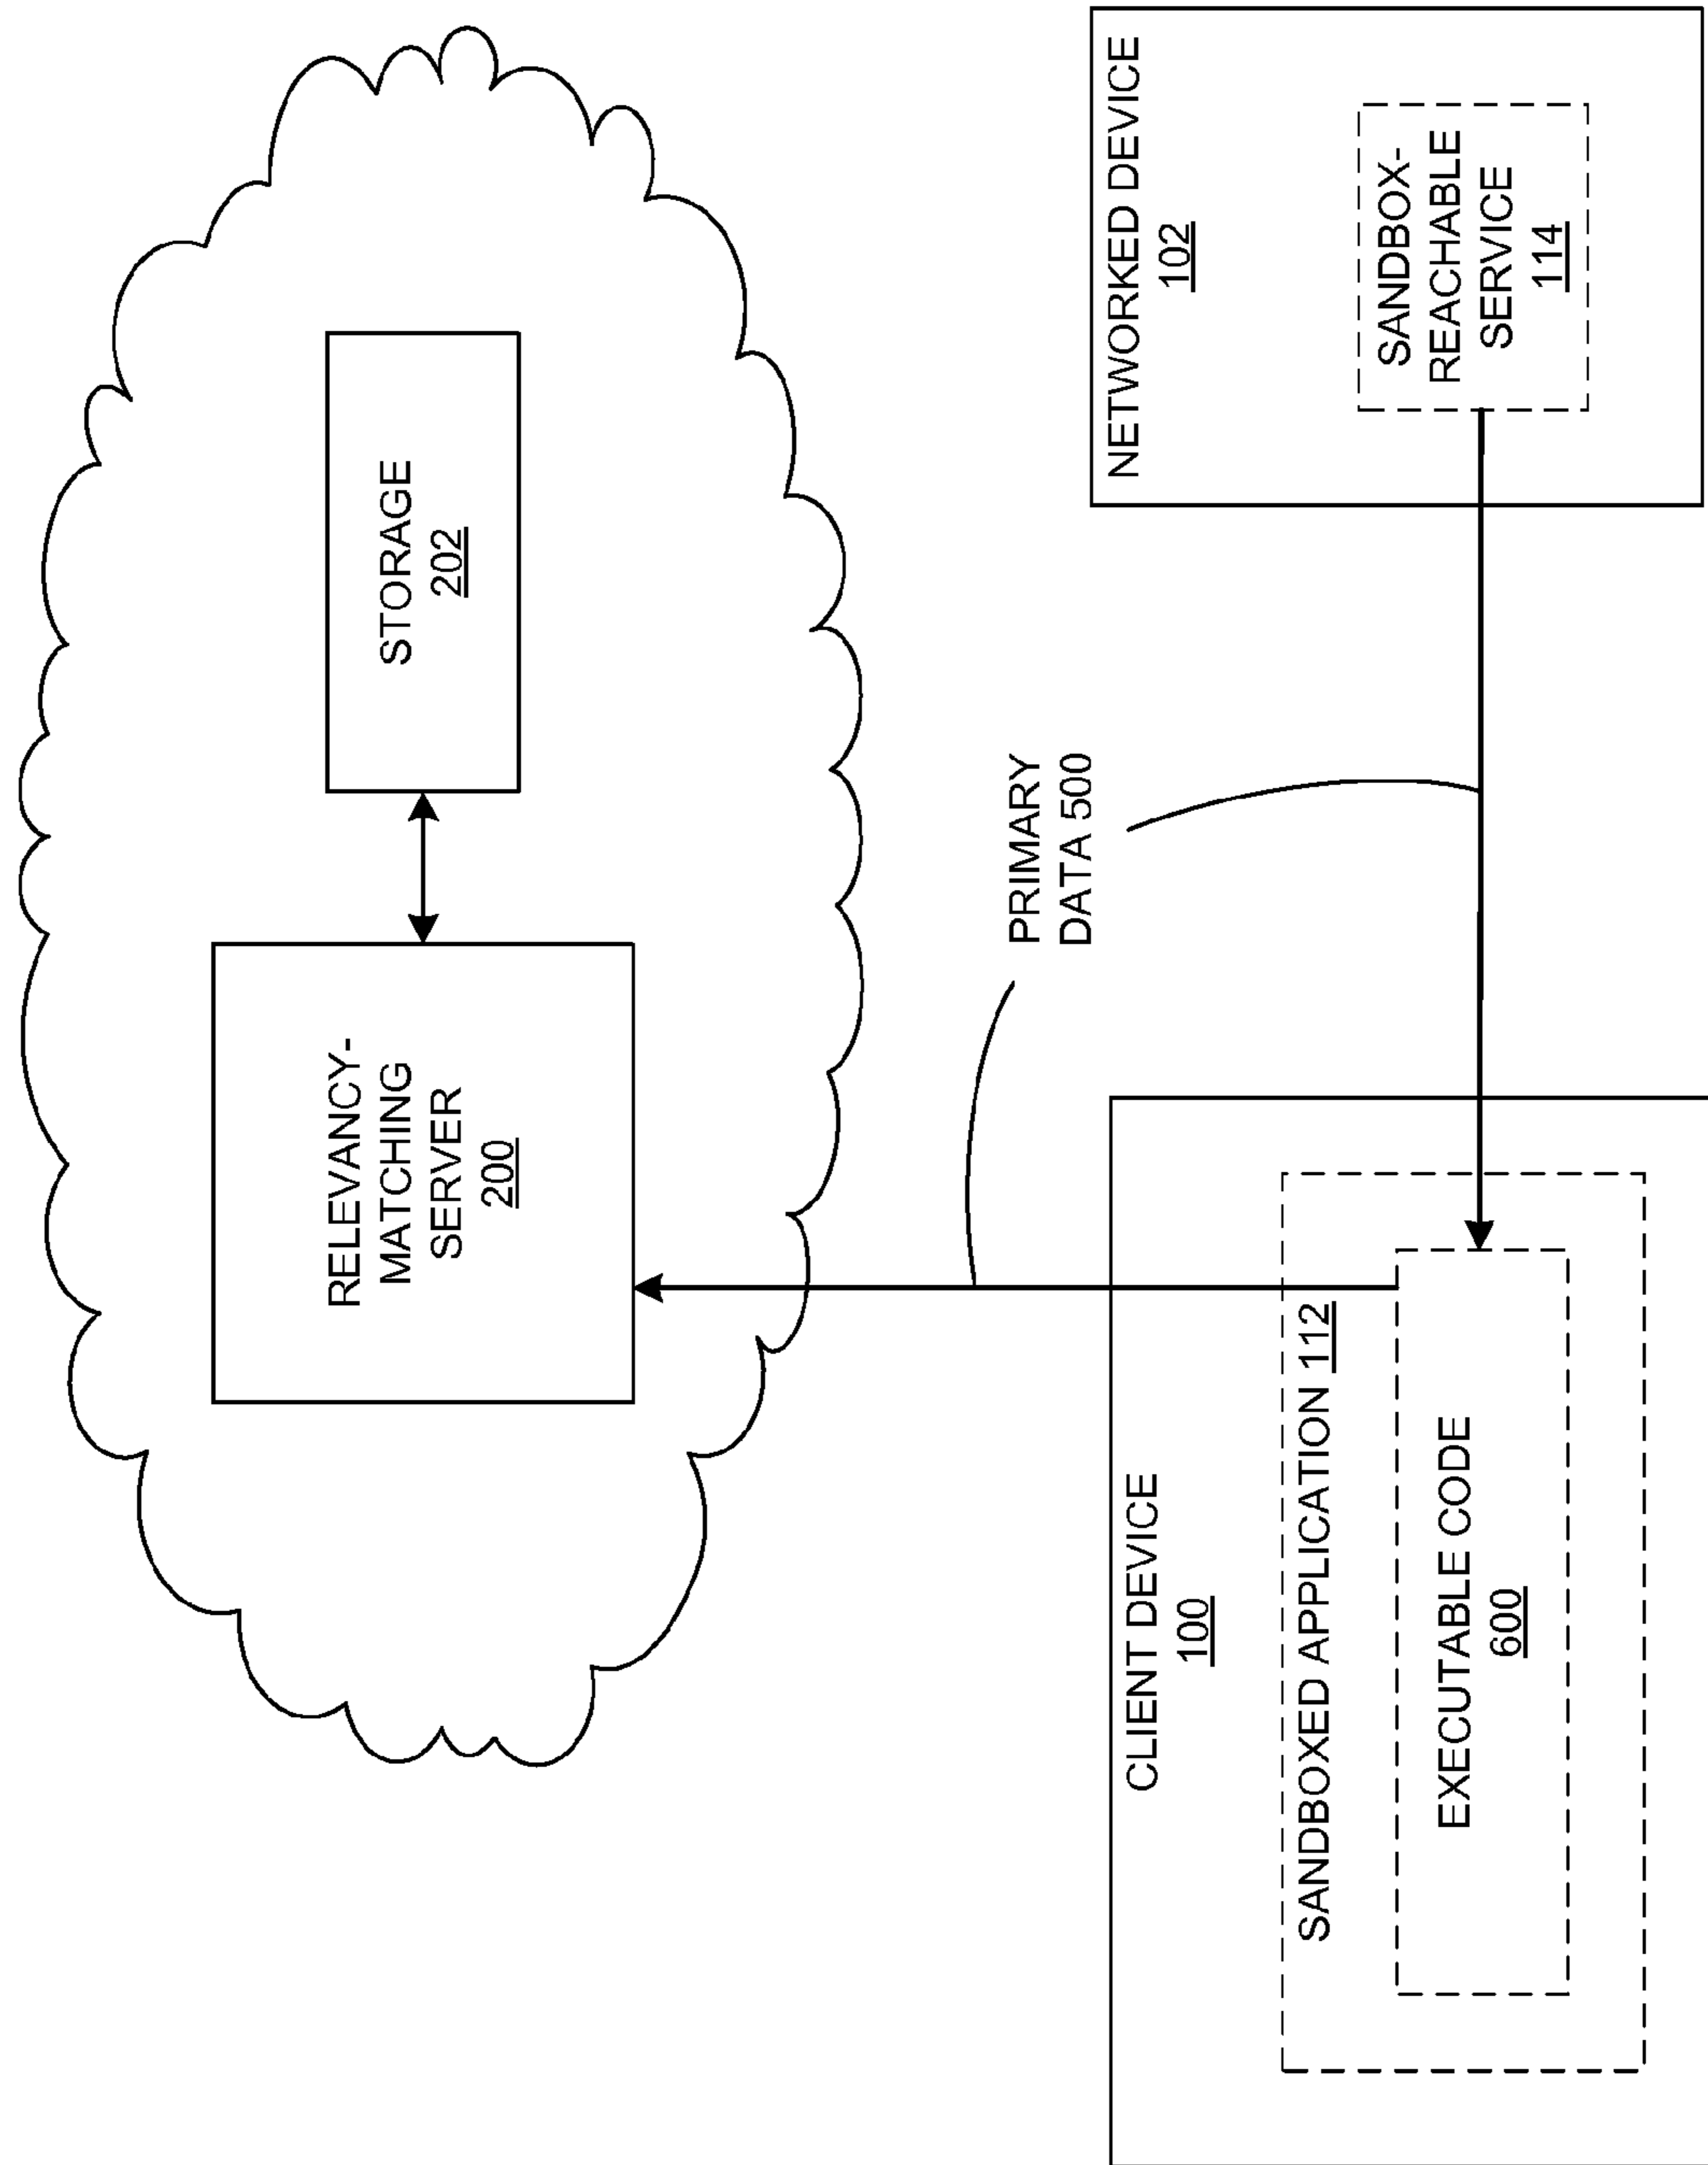 RELEVANCY-
MATCHING
SERVER
200
STORAGE
202
PRIMARY
DATA 500
CLIENT DEVICE
100
SANDBOXED APPLICATION 112
EXECUTABLE CODE
600
NETWORKED DEVICE
102
SANDBOX-
REACHABLE
SERVICE
114